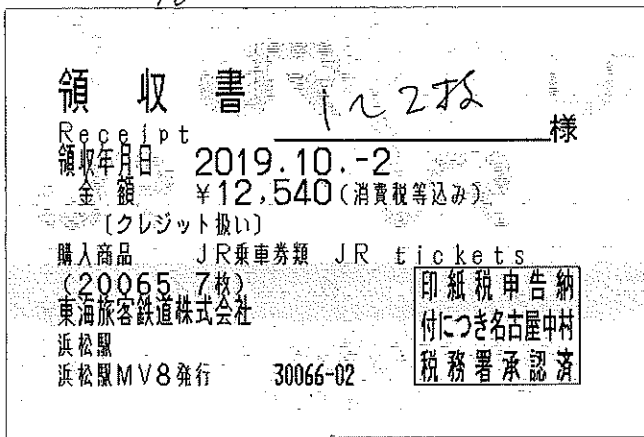 領収書
Receipt 様
領収年月日 2019.10.-2
金額 ¥12,540(消費税等込み)
〔クレジット扱い〕
購入商品 JR乗車券類 JR tickets
(20065 7枚)
東海旅客鉄道株式会社
浜松駅
浜松駅MV8発行 30066-02
印紙税申告納
付につき名古屋中村
税務署承認済